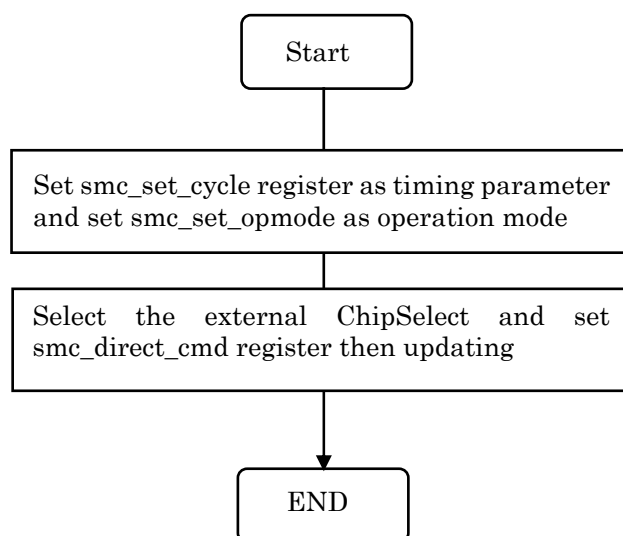 Start
Set smc_set_cycle register as timing parameter
and set smc_set_opmode as operation mode
Select the external ChipSelect and set
smc_direct_cmd register then updating
END